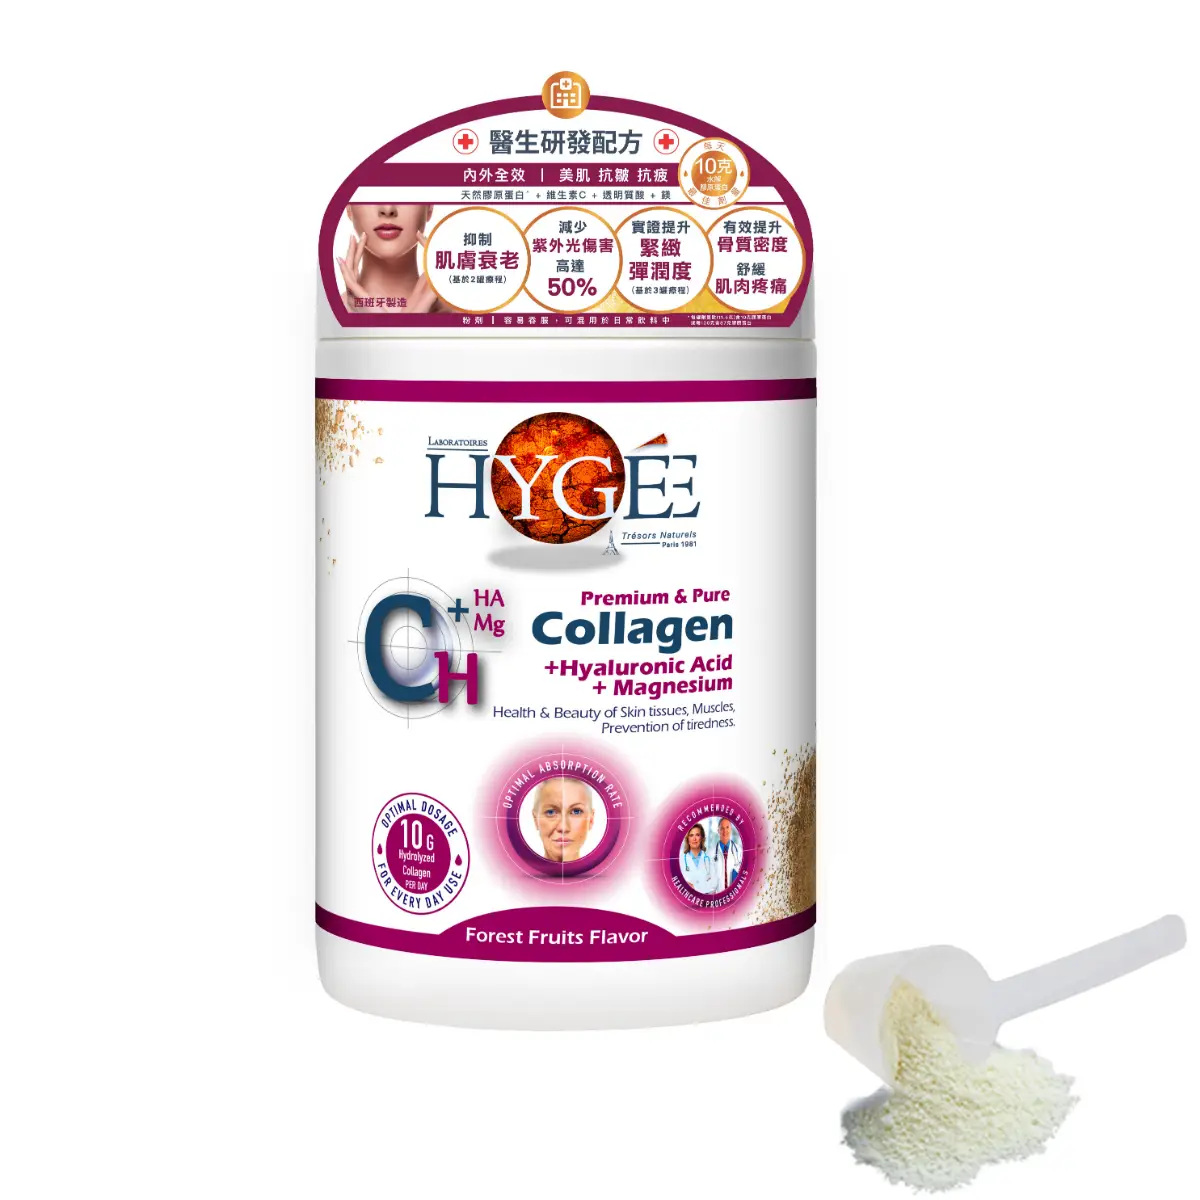 醫生研發配方
內外全效 | 美肌 抗皺 抗疲
天然膠原蛋白* + 維生素C + 透明質酸 + 鎂
每天
10克
水解
膠原蛋白
最佳劑量
抑制
肌膚衰老
(基於2罐療程)
減少
紫外光傷害
高達
50%
實證提升
緊緻
彈潤度
(基於3罐療程)
有效提升
骨質密度
舒緩
肌肉疼痛
西班牙製造
粉劑 | 容易吞服，可混用於日常飲料中
LABORATOIRES
HYGÉE
Trésors Naturels
Paris 1981
C+ HA
Mg
H
Premium & Pure
Collagen
+Hyaluronic Acid
+ Magnesium
Health & Beauty of Skin tissues, Muscles,
Prevention of tiredness.
OPTIMAL ABSORPTION RATE
OPTIMAL DOSAGE
10 G
Hydrolyzed
Collagen
PER DAY
FOR EVERY DAY USE
RECOMMENDED BY
HEALTHCARE PROFESSIONALS
Forest Fruits Flavor